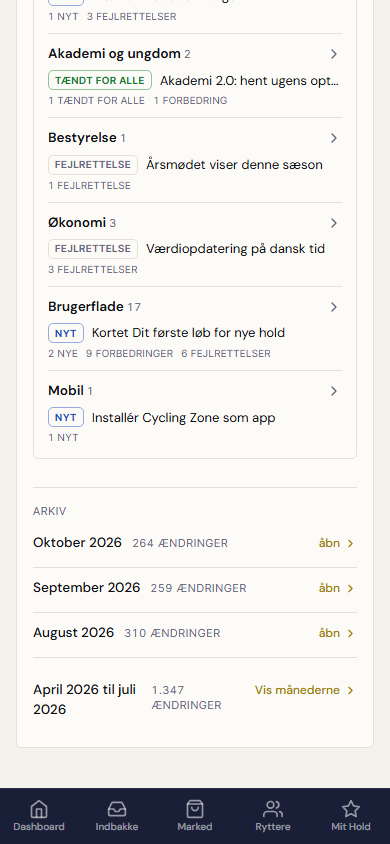 1 NYT 3 FEJLRETTELSER
Akademi og ungdom 2
TÆNDT FOR ALLE Akademi 2.0: hent ugens opt…
1 TÆNDT FOR ALLE 1 FORBEDRING
Bestyrelse 1
FEJLRETTELSE Årsmødet viser denne sæson
1 FEJLRETTELSE
Økonomi 3
FEJLRETTELSE Værdiopdatering på dansk tid
3 FEJLRETTELSER
Brugerflade 17
NYT Kortet Dit første løb for nye hold
2 NYE 9 FORBEDRINGER 6 FEJLRETTELSER
Mobil 1
NYT Installér Cycling Zone som app
1 NYT
ARKIV
Oktober 2026 264 ÆNDRINGER åbn
September 2026 259 ÆNDRINGER åbn
August 2026 310 ÆNDRINGER åbn
April 2026 til juli 1.347 Vis månederne
2026 ÆNDRINGER
Dashboard Indbakke Marked Ryttere Mit Hold